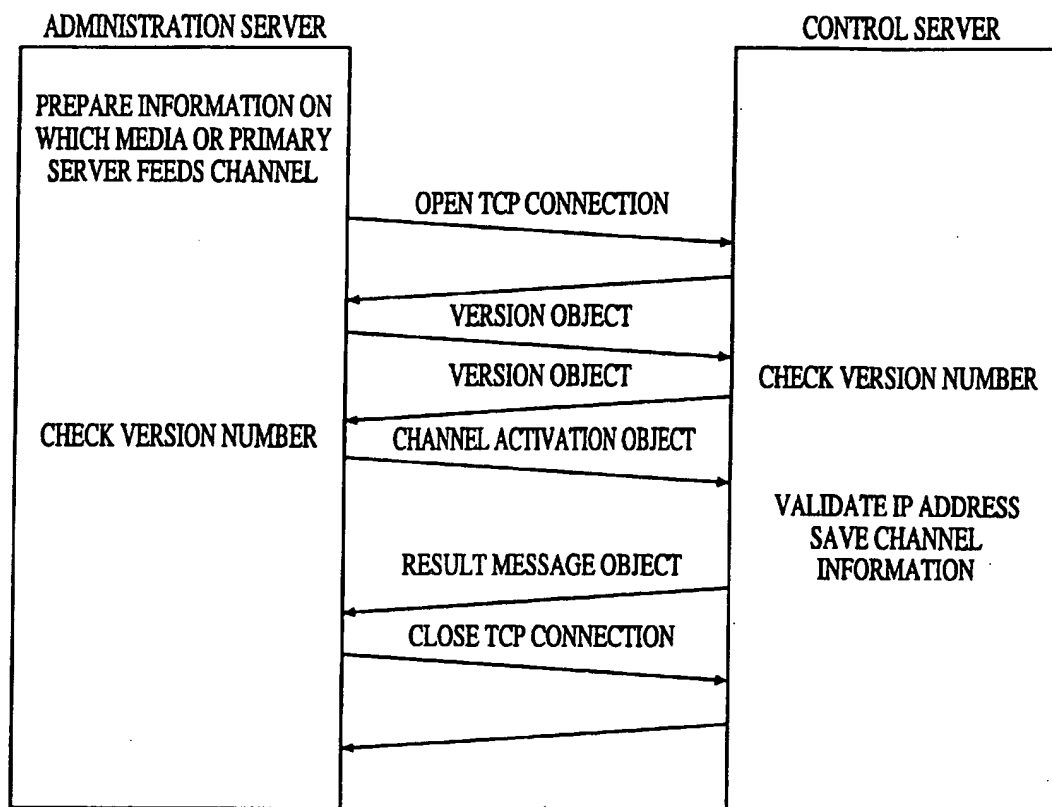 ADMINISTRATION SERVER
CONTROL SERVER
PREPARE INFORMATION ON
WHICH MEDIA OR PRIMARY
SERVER FEEDS CHANNEL
OPEN TCP CONNECTION
VERSION OBJECT
VERSION OBJECT
CHECK VERSION NUMBER
CHECK VERSION NUMBER
CHANNEL ACTIVATION OBJECT
VALIDATE IP ADDRESS
SAVE CHANNEL
INFORMATION
RESULT MESSAGE OBJECT
CLOSE TCP CONNECTION